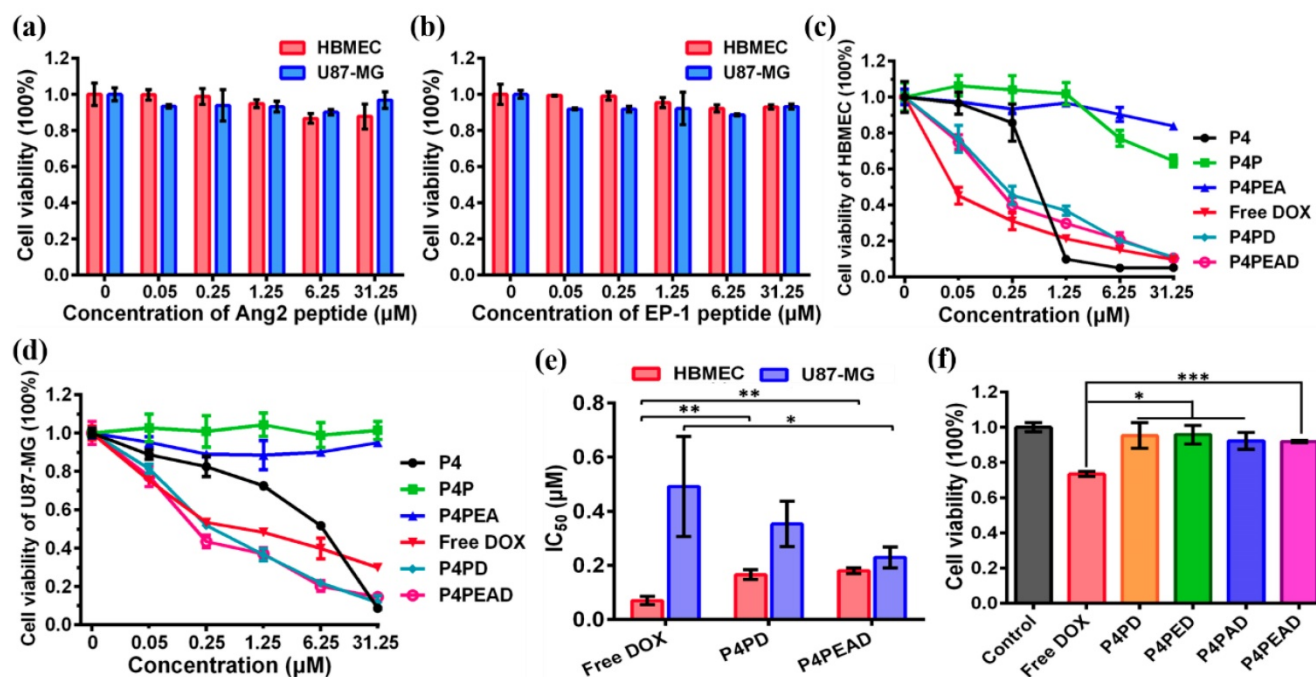 (a)
Cell viability (100%)
1.2
1.0
0.8
0.6
0.4
0.2
0.0
HBMEC
U87-MG
0 0.05 0.25 1.25 6.25 31.25
Concentration of Ang2 peptide (μM)
(b)
Cell viability (100%)
1.2
1.0
0.8
0.6
0.4
0.2
0.0
HBMEC
U87-MG
0 0.05 0.25 1.25 6.25 31.25
Concentration of EP-1 peptide (μM)
(c)
Cell viability of HBMEC (100%)
1.2
1.0
0.8
0.6
0.4
0.2
0.0
0 0.05 0.25 1.25 6.25 31.25
Concentration (μM)
P4
P4P
P4PEA
Free DOX
P4PD
P4PEAD
(d)
Cell viability of U87-MG (100%)
1.2
1.0
0.8
0.6
0.4
0.2
0.0
0 0.05 0.25 1.25 6.25 31.25
Concentration (μM)
P4
P4P
P4PEA
Free DOX
P4PD
P4PEAD
(e)
HBMEC U87-MG
IC50 (μM)
0.8
0.6
0.4
0.2
0.0
**
**
*
Free DOX P4PD P4PEAD
(f)
Cell viability (100%)
1.2
1.0
0.8
0.6
0.4
0.2
0.0
***
*
Control Free DOX P4PD P4PED P4PAD P4PEAD